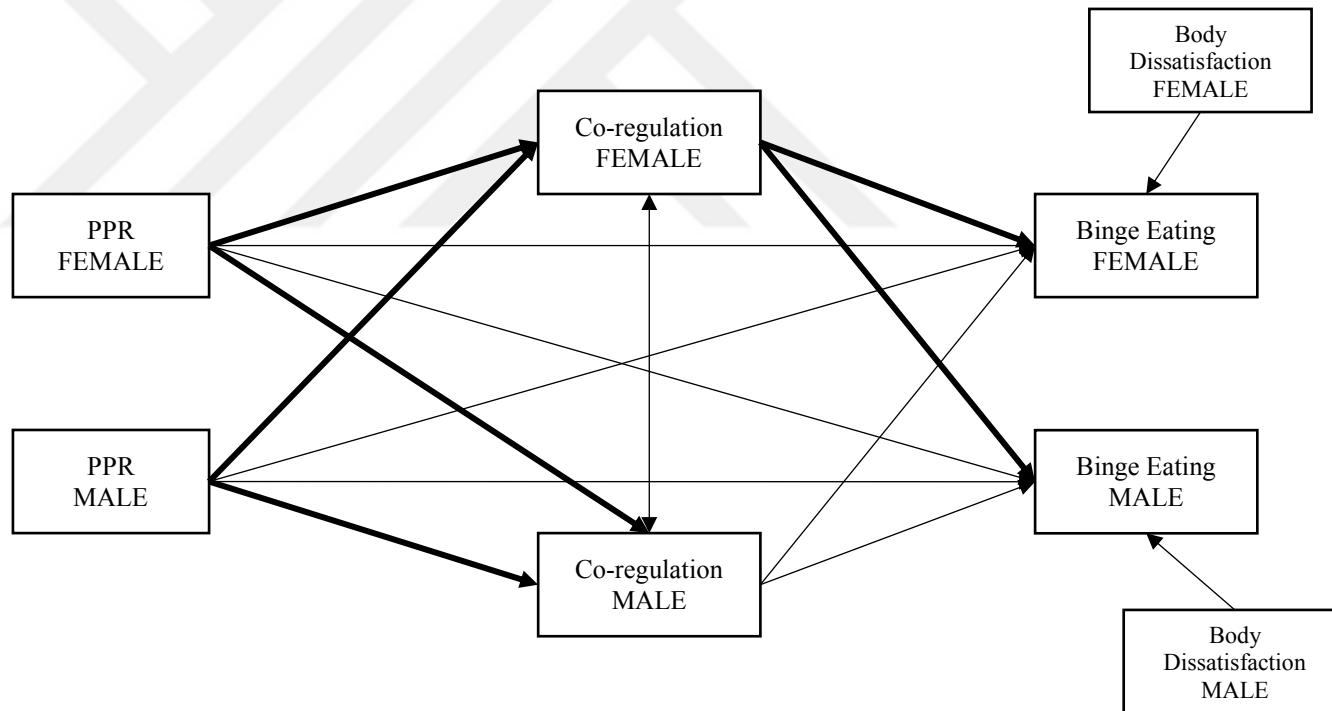 Body
Dissatisfaction
FEMALE
Co-regulation
FEMALE
PPR
FEMALE
Binge Eating
FEMALE
PPR
MALE
Binge Eating
MALE
Co-regulation
MALE
Body
Dissatisfaction
MALE